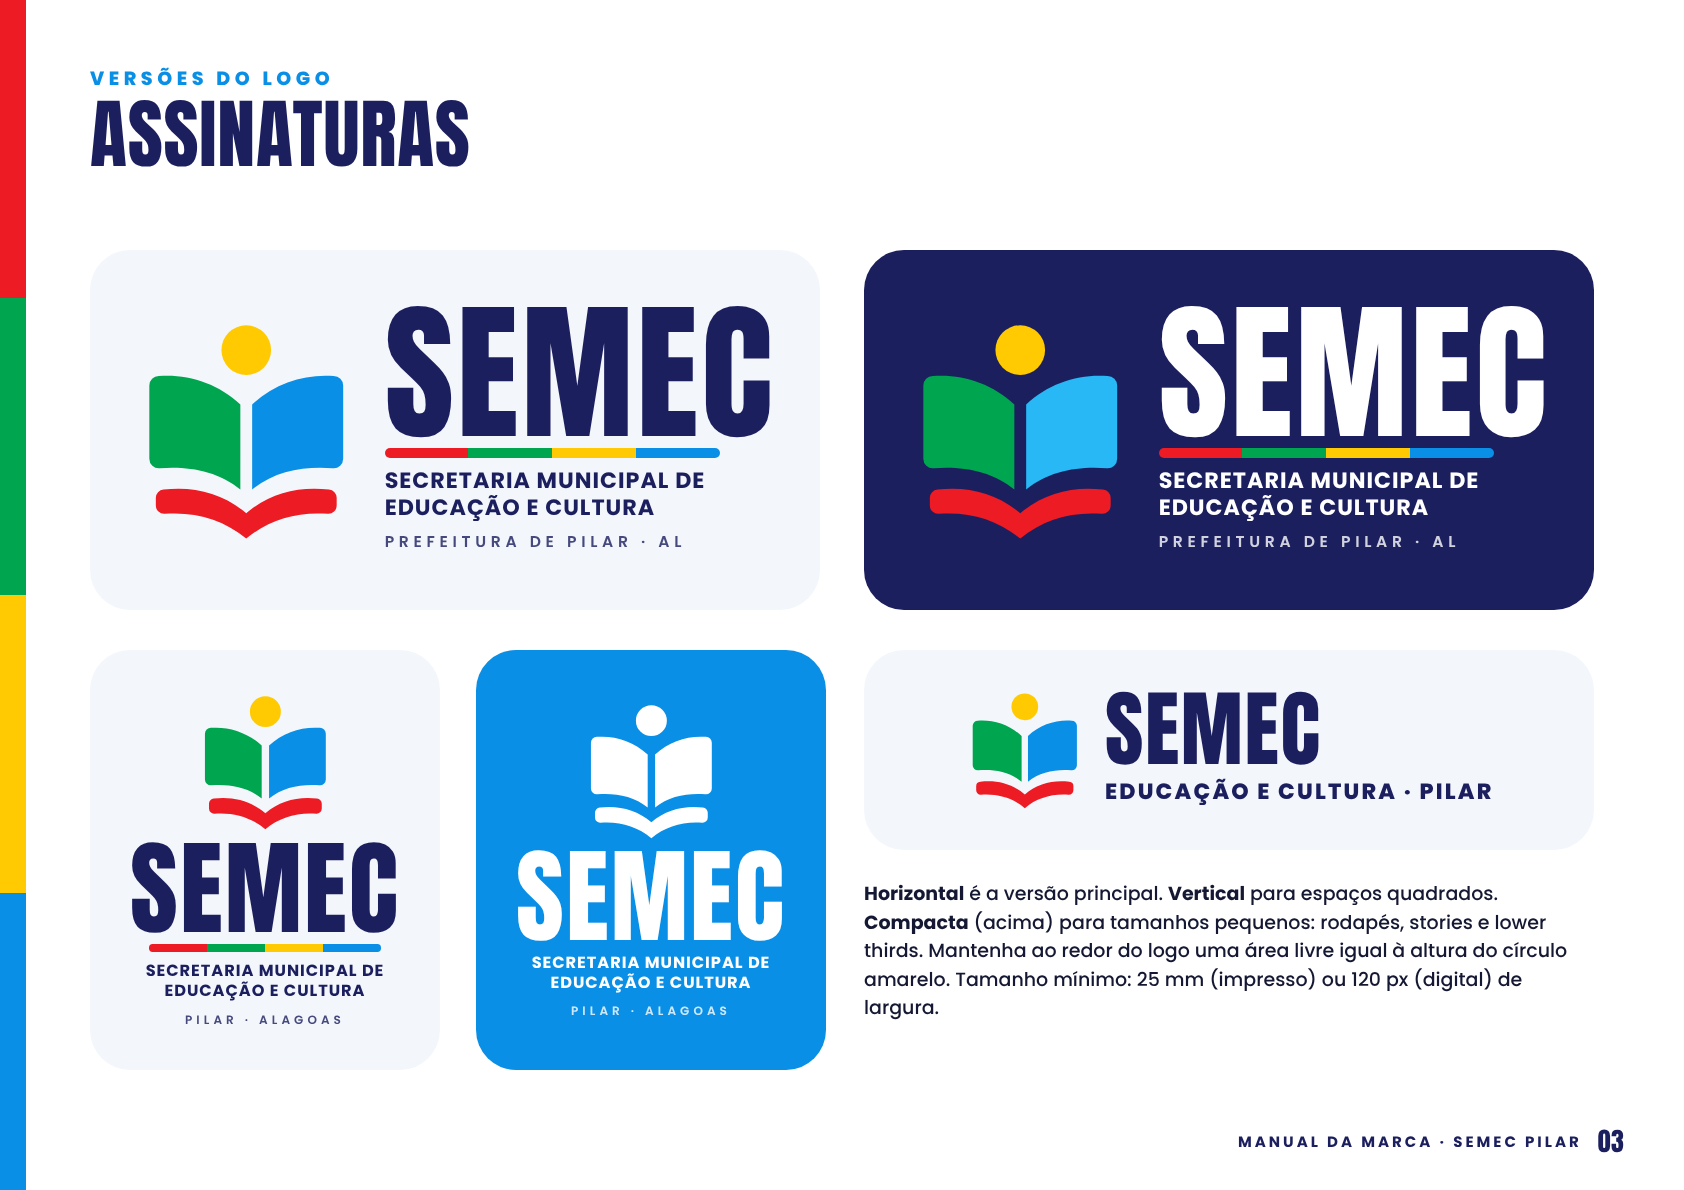 VERSÕES DO LOGO
ASSINATURAS
SEMEC
SECRETARIA MUNICIPAL DE
EDUCAÇÃO E CULTURA
PREFEITURA DE PILAR · AL
SEMEC
SECRETARIA MUNICIPAL DE
EDUCAÇÃO E CULTURA
PREFEITURA DE PILAR · AL
SEMEC
SECRETARIA MUNICIPAL DE
EDUCAÇÃO E CULTURA
PILAR · ALAGOAS
SEMEC
SECRETARIA MUNICIPAL DE
EDUCAÇÃO E CULTURA
PILAR · ALAGOAS
SEMEC
EDUCAÇÃO E CULTURA · PILAR
Horizontal é a versão principal. Vertical para espaços quadrados.
Compacta (acima) para tamanhos pequenos: rodapés, stories e lower
thirds. Mantenha ao redor do logo uma área livre igual à altura do círculo
amarelo. Tamanho mínimo: 25 mm (impresso) ou 120 px (digital) de
largura.
MANUAL DA MARCA · SEMEC PILAR 03